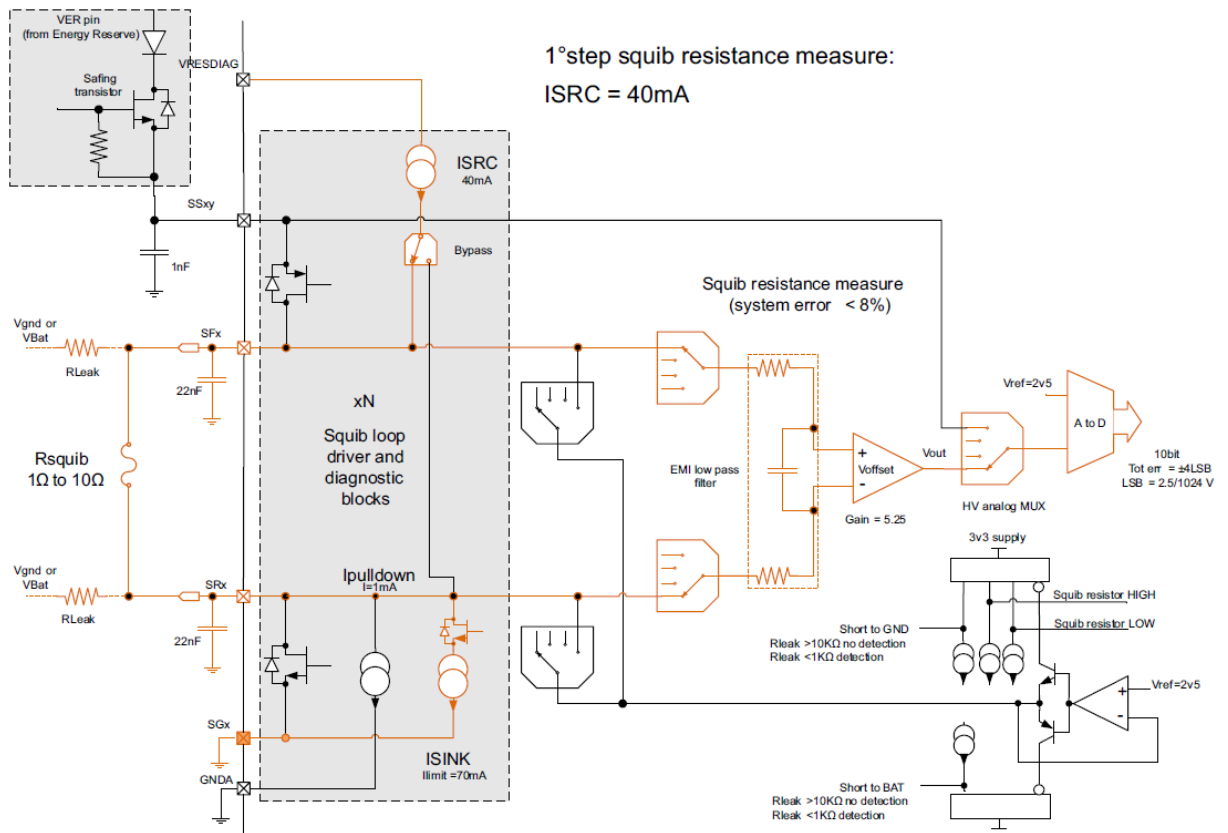 VER pin
(from Energy Reserve)
VRESDIAG
Safing
transistor
1°step squib resistance measure:
ISRC = 40mA
ISRC
40mA
SSxy
Bypass
1nF
Squib resistance measure
(system error < 8%)
Vgnd or
VBat
SFx
RLeak
22nF
Vref=2v5
xN
Squib loop
driver and
diagnostic
blocks
A to D
Rsquib
1Ω to 10Ω
EMI low pass
filter
+
Voffset
-
Vout
10bit
Tot err = ±4LSB
LSB = 2.5/1024 V
Gain = 5.25
HV analog MUX
3v3 supply
Vgnd or
VBat
SRx
Ipulldown
I=1mA
RLeak
22nF
Squib resistor HIGH
Squib resistor LOW
Short to GND
Rleak >10KΩ no detection
Rleak <1KΩ detection
Vref=2v5
+
-
SGx
ISINK
Ilimit =70mA
GNDA
Short to BAT
Rleak >10KΩ no detection
Rleak <1KΩ detection